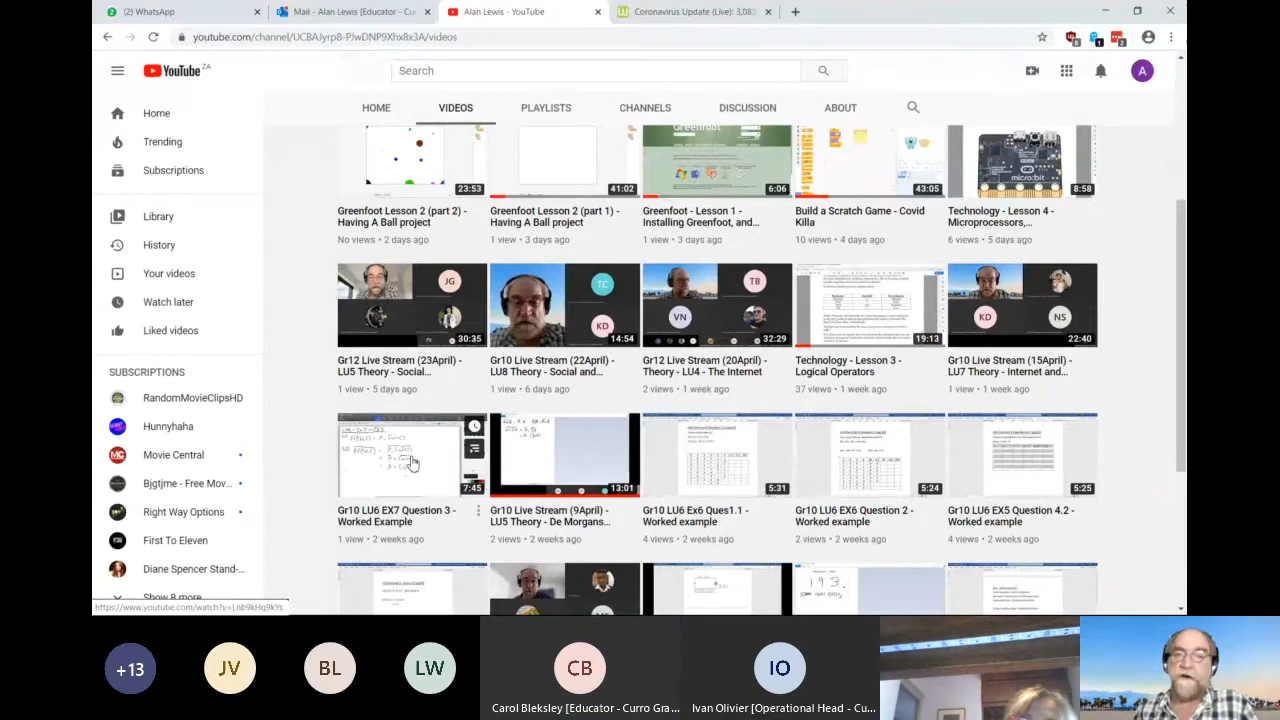 (2) WhatsApp
Mail - Alan Lewis [Educator - Cu
Alan Lewis - YouTube
Coronavirus Update (Live): 3,083
youtube.com/channel/UCBAJyrp8-PJwDNP9Xhx8x3A/videos
YouTube ZA
Search
A
HOME VIDEOS PLAYLISTS CHANNELS DISCUSSION ABOUT
Home
Trending
Subscriptions
Library
History
Your videos
Watch later
Liked videos
SUBSCRIPTIONS
RandomMovieClipsHD
Hunnyhaha
Movie Central
Bjgtjme - Free Mov...
Right Way Options
First To Eleven
Diane Spencer Stand-...
Show 8 more
https://www.youtube.com/watch?v=Lnb9kHq9kYs
23:53
Greenfoot Lesson 2 (part 2) -
Having A Ball project
No views • 2 days ago
41:02
Greenfoot Lesson 2 (part 1) -
Having A Ball project
1 view • 3 days ago
Greenfoot
6:06
Greenfoot - Lesson 1 -
Installing Greenfoot, and...
1 view • 3 days ago
43:05
Build a Scratch Game - Covid
Killa
10 views • 4 days ago
micro:bit
8:58
Technology - Lesson 4 -
Microprocessors,...
6 views • 5 days ago
JG
30:35
Gr12 Live Stream (23April) -
LU5 Theory - Social...
1 view • 5 days ago
TC
KD
14:54
Gr10 Live Stream (22April) -
LU8 Theory - Social and...
1 view • 6 days ago
TB
VN
32:29
Gr12 Live Stream (20April) -
Theory - LU4 - The Internet
2 views • 1 week ago
19:13
Technology - Lesson 3 -
Logical Operators
37 views • 1 week ago
KD
NS
22:40
Gr10 Live Stream (15April) -
LU7 Theory - Internet and...
1 view • 1 week ago
7:45
Gr10 LU6 EX7 Question 3 -
Worked Example
1 view • 2 weeks ago
13:01
Gr10 Live Stream (9April) -
LU5 Theory - De Morgans...
2 views • 2 weeks ago
5:31
Gr10 LU6 Ex6 Ques1.1 -
Worked example
4 views • 2 weeks ago
5:24
Gr10 LU6 EX6 Question 2 -
Worked example
2 views • 2 weeks ago
5:25
Gr10 LU6 EX5 Question 4.2 -
Worked example
4 views • 2 weeks ago
193
+13
JV
BL
LW
CB
Carol Bleksley [Educator - Curro Gra...
IO
Ivan Olivier [Operational Head - Cu...